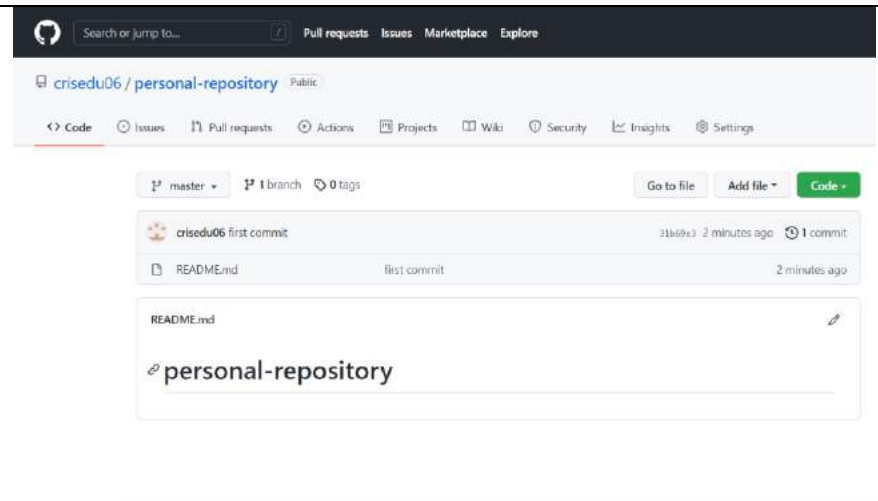 Search or jump to... / Pull requests Issues Marketplace Explore
crisedu06 / personal-repository Public
<> Code Issues Pull requests Actions Projects Wiki Security Insights Settings
master 1 branch 0 tags Go to file Add file Code
crisedu06 first commit 31b69e3 2 minutes ago 1 commit
README.md first commit 2 minutes ago
README.md
personal-repository